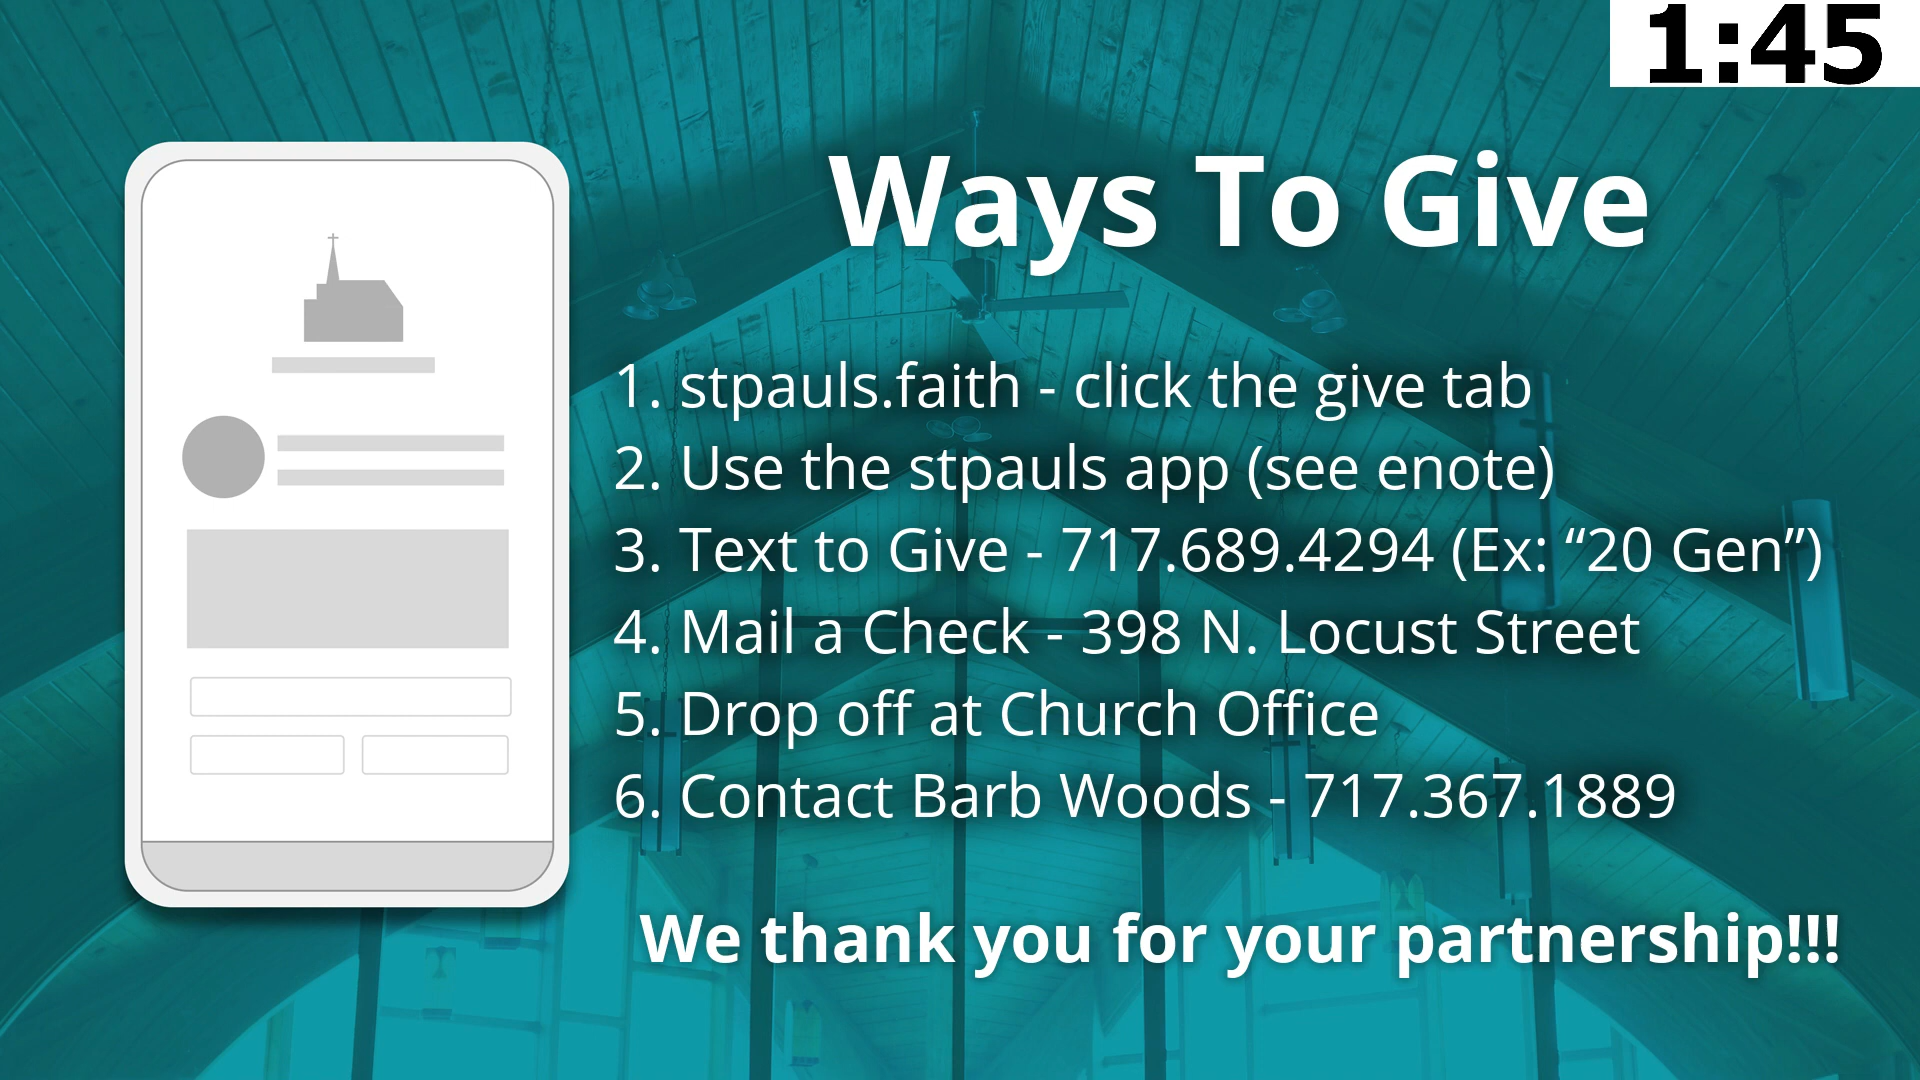 1:45
Ways To Give
1. stpauls.faith - click the give tab
2. Use the stpauls app (see enote)
3. Text to Give - 717.689.4294 (Ex: “20 Gen”)
4. Mail a Check - 398 N. Locust Street
5. Drop off at Church Office
6. Contact Barb Woods - 717.367.1889
We thank you for your partnership!!!